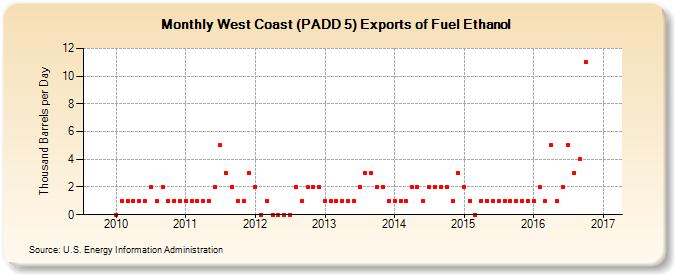 Monthly West Coast (PADD 5) Exports of Fuel Ethanol
Thousand Barrels per Day
12
10
8
6
4
2
0
2010 2011 2012 2013 2014 2015 2016 2017
Source: U.S. Energy Information Administration